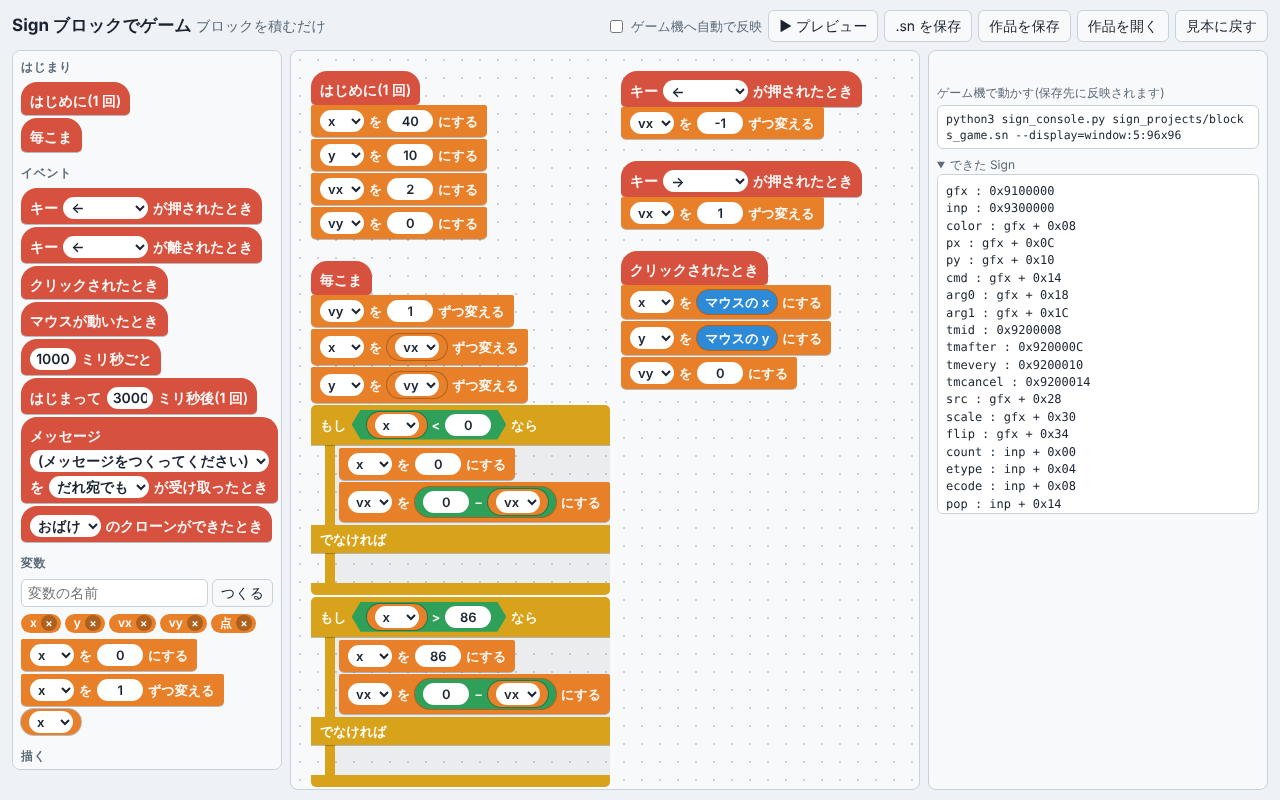 Sign ブロックでゲーム ブロックを積むだけ
ゲーム機へ自動で反映
▶ プレビュー
.sn を保存
作品を保存
作品を開く
見本に戻す
はじまり
はじめに(1 回)
毎こま
イベント
キー ← が押されたとき
キー ← が離されたとき
クリックされたとき
マウスが動いたとき
1000 ミリ秒ごと
はじまって 3000 ミリ秒後(1 回)
メッセージ
(メッセージをつくってください)
を だれ宛でも が受け取ったとき
おばけ のクローンができたとき
変数
変数の名前 つくる
x × y × vx × vy × 点 ×
x を 0 にする
x を 1 ずつ変える
x
描く
はじめに(1 回)
x を 40 にする
y を 10 にする
vx を 2 にする
vy を 0 にする
毎こま
vy を 1 ずつ変える
x を vx ずつ変える
y を vy ずつ変える
もし x < 0 なら
x を 0 にする
vx を 0 − vx にする
でなければ
もし x > 86 なら
x を 86 にする
vx を 0 − vx にする
でなければ
キー ← が押されたとき
vx を -1 ずつ変える
キー → が押されたとき
vx を 1 ずつ変える
クリックされたとき
x を マウスの x にする
y を マウスの y にする
vy を 0 にする
ゲーム機で動かす(保存先に反映されます)
python3 sign_console.py sign_projects/block
s_game.sn --display=window:5:96x96
▼ できた Sign
gfx : 0x9100000
inp : 0x9300000
color : gfx + 0x08
px : gfx + 0x0C
py : gfx + 0x10
cmd : gfx + 0x14
arg0 : gfx + 0x18
arg1 : gfx + 0x1C
tmid : 0x9200008
tmafter : 0x920000C
tmevery : 0x9200010
tmcancel : 0x9200014
src : gfx + 0x28
scale : gfx + 0x30
flip : gfx + 0x34
count : inp + 0x00
etype : inp + 0x04
ecode : inp + 0x08
pop : inp + 0x14